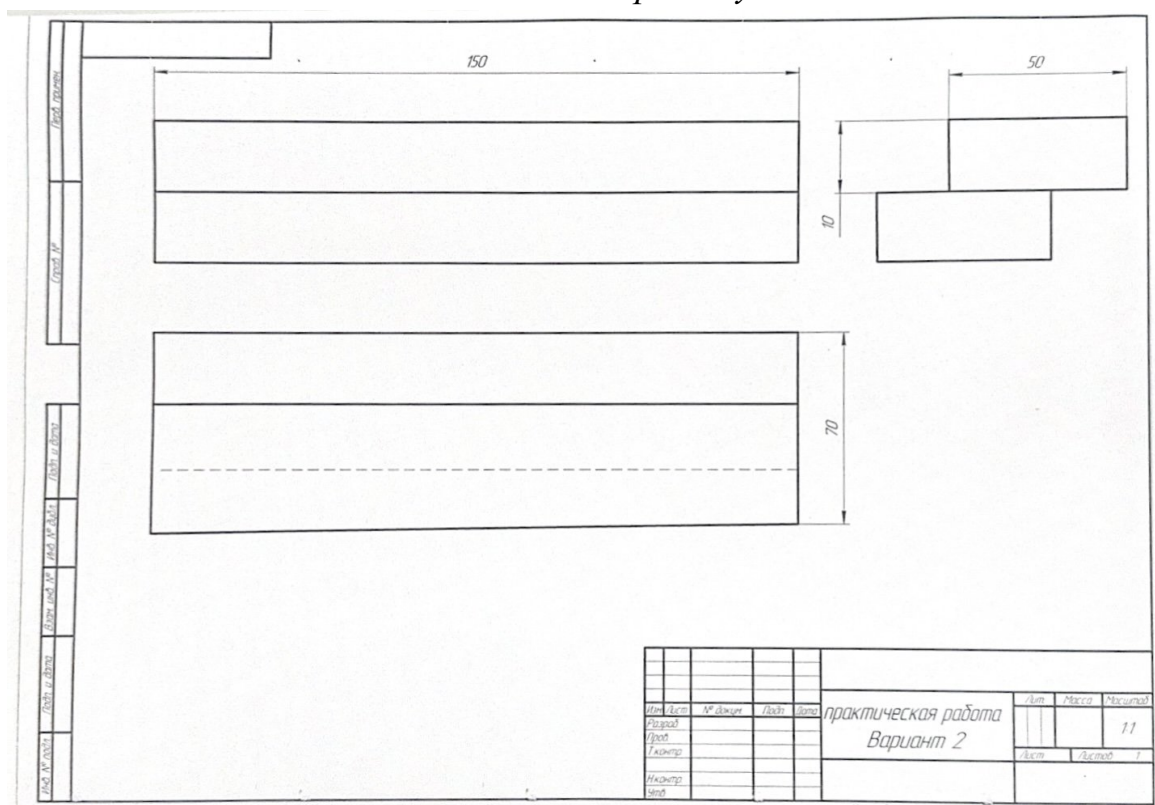 150
50
10
70
Перв. примен.
Справ. №
Подп. и дата
Инв. № дубл.
Взам. инв. №
Подп. и дата
Инв. № подл.
Изм Лист № докум. Подп. Дата
Разраб.
Пров.
Т.контр.
Н.контр.
Утв.
практическая работа
Вариант 2
Лит. Масса Масштаб
1:1
Лист Листов 1